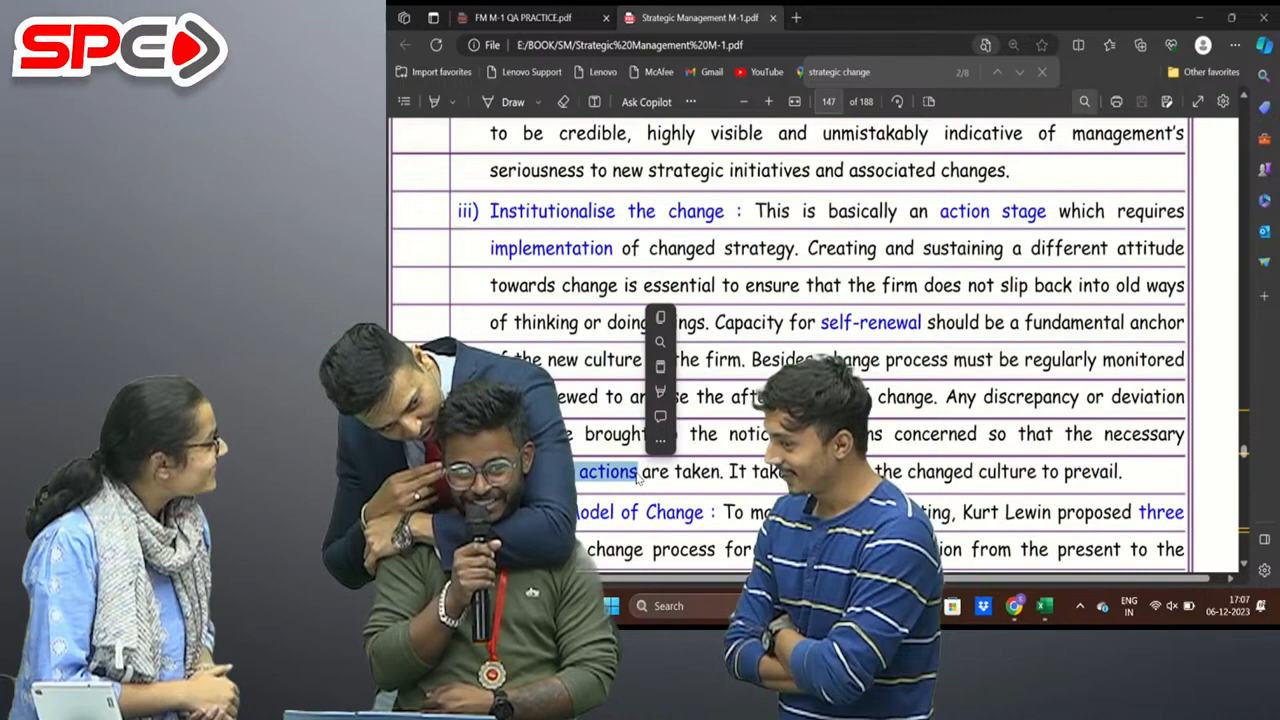 SPC
FM M-1 QA PRACTICE.pdf
Strategic Management M-1.pdf
File
E:/BOOK/SM/Strategic%20Management%20M-1.pdf
Import favorites
Lenovo Support
Lenovo
McAfee
Gmail
YouTube
strategic change
2/8
Other favorites
Draw
Ask Copilot
147
of 188
to be credible, highly visible and unmistakably indicative of management's
seriousness to new strategic initiatives and associated changes.
iii) Institutionalise the change : This is basically an action stage which requires
implementation of changed strategy. Creating and sustaining a different attitude
towards change is essential to ensure that the firm does not slip back into old ways
of thinking or doing ngs. Capacity for self-renewal should be a fundamental anchor
of the new culture the firm. Besides change process must be regularly monitored
the change. Any discrepancy or deviation
brought the concerned so that the necessary
actions are taken. It the changed culture to prevail.
Model of Change : To Kurt Lewin proposed three
change process for from the present to the
Search
ENG
IN
17:07
06-12-2023